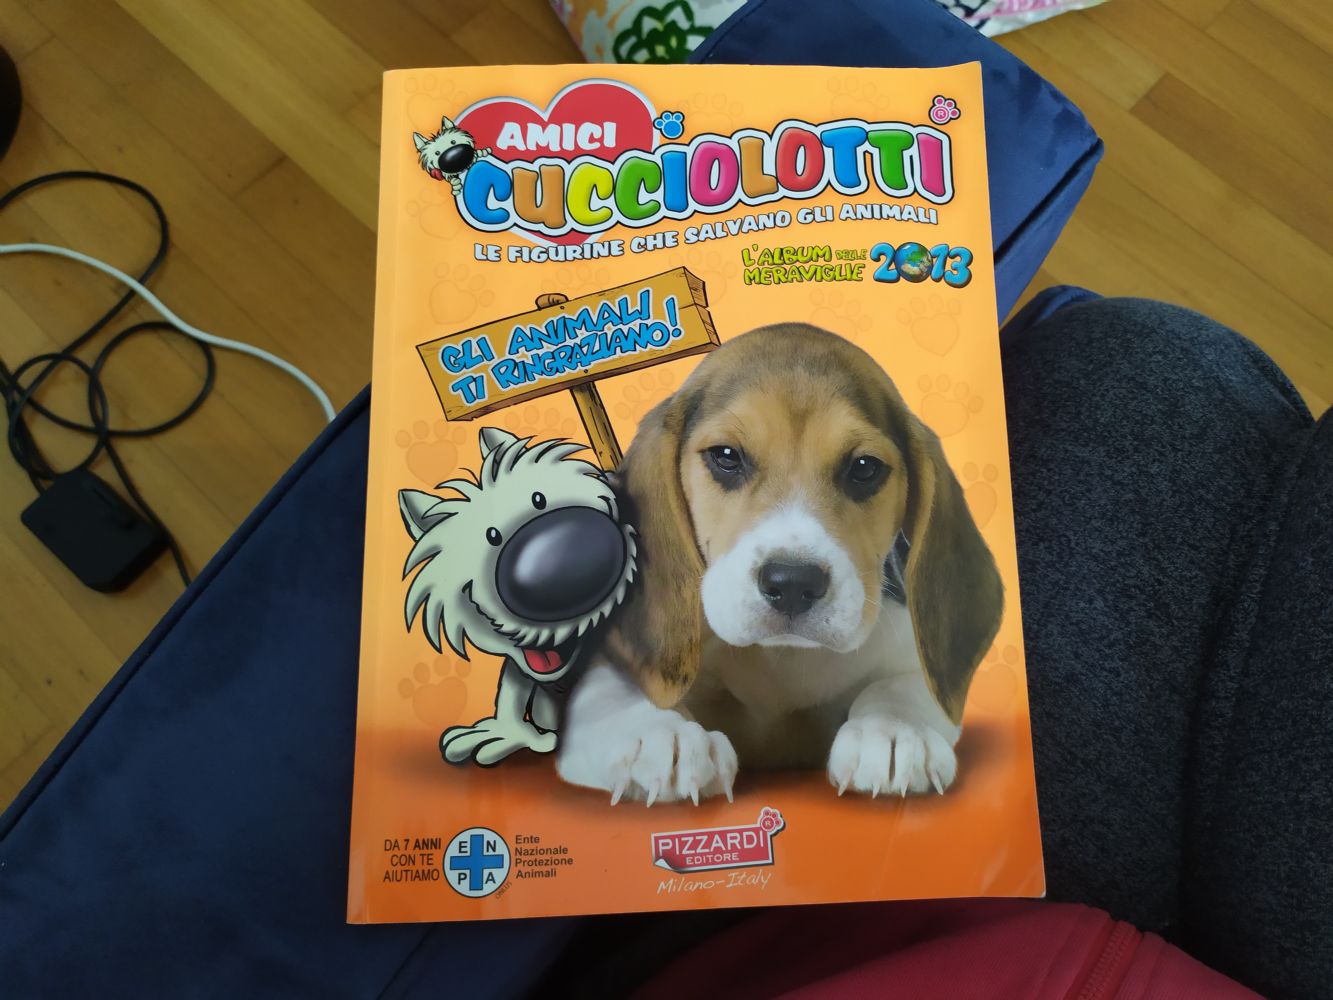 AMICI
CUCCIOLOTTI
®
LE FIGURINE CHE SALVANO GLI ANIMALI
L'ALBUM DELLE
MERAVIGLIE 2013
GLI ANIMALI
TI RINGRAZIANO!
DA 7 ANNI
CON TE
AIUTIAMO
E N
P A
ONLUS
Ente
Nazionale
Protezione
Animali
PIZZARDI ®
EDITORE
Milano-Italy